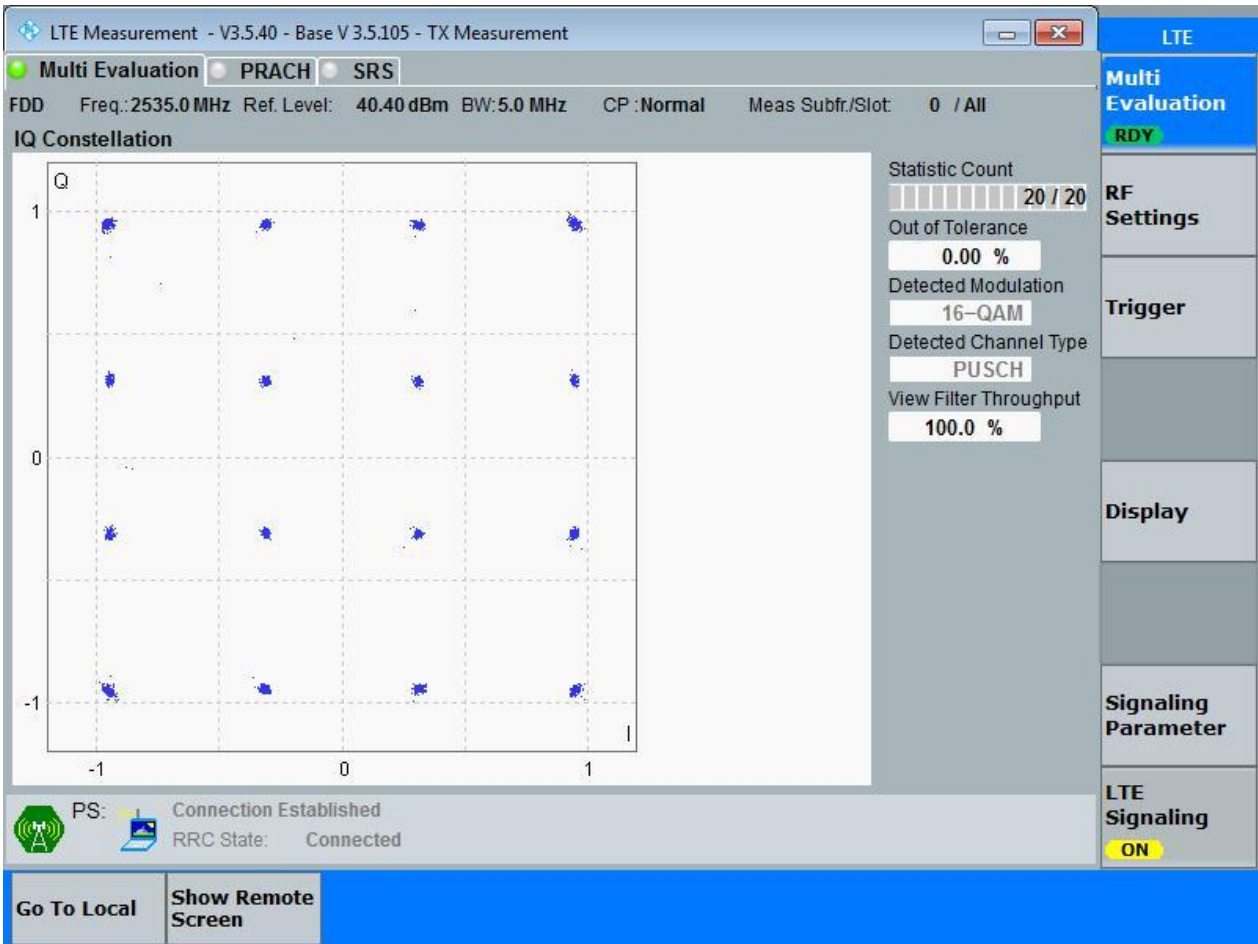 LTE Measurement - V3.5.40 - Base V 3.5.105 - TX Measurement
LTE
Multi Evaluation PRACH SRS
FDD Freq.: 2535.0 MHz Ref. Level: 40.40 dBm BW: 5.0 MHz CP : Normal Meas Subfr./Slot: 0 / All
IQ Constellation
Q
1
0
-1
I
-1 0 1
Statistic Count
20 / 20
Out of Tolerance
0.00 %
Detected Modulation
16-QAM
Detected Channel Type
PUSCH
View Filter Throughput
100.0 %
Multi
Evaluation
RDY
RF
Settings
Trigger
Display
Signaling
Parameter
LTE
Signaling
ON
PS: Connection Established
RRC State: Connected
Go To Local
Show Remote
Screen